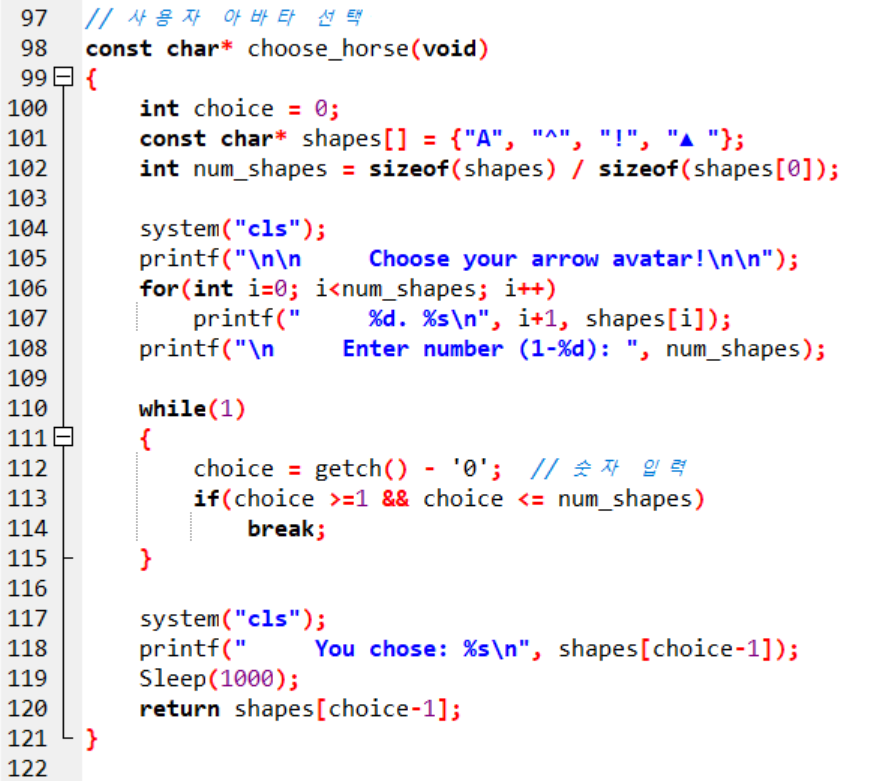 97 // 사용자 아바타 선택
98 const char* choose_horse(void)
99 {
100 int choice = 0;
101 const char* shapes[] = {"A", "^", "!", "▲ "};
102 int num_shapes = sizeof(shapes) / sizeof(shapes[0]);
103
104 system("cls");
105 printf("\n\n     Choose your arrow avatar!\n\n");
106 for(int i=0; i<num_shapes; i++)
107 printf("     %d. %s\n", i+1, shapes[i]);
108 printf("\n     Enter number (1-%d): ", num_shapes);
109
110 while(1)
111 {
112 choice = getch() - '0';  // 숫자 입력
113 if(choice >=1 && choice <= num_shapes)
114 break;
115 }
116
117 system("cls");
118 printf("     You chose: %s\n", shapes[choice-1]);
119 Sleep(1000);
120 return shapes[choice-1];
121 }
122